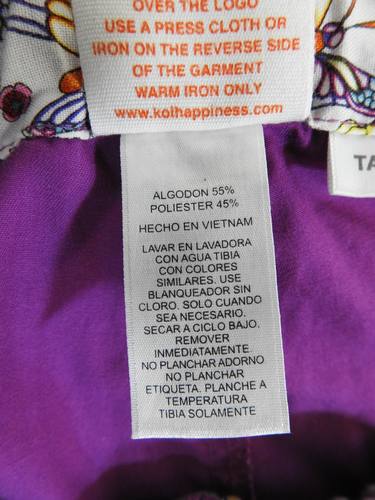 OVER THE LOGO
USE A PRESS CLOTH OR
IRON ON THE REVERSE SIDE
OF THE GARMENT
WARM IRON ONLY
www.koihappiness.com
TA
ALGODON 55%
POLIESTER 45%
HECHO EN VIETNAM
LAVAR EN LAVADORA
CON AGUA TIBIA
CON COLORES
SIMILARES. USE
BLANQUEADOR SIN
CLORO. SOLO CUANDO
SEA NECESARIO.
SECAR A CICLO BAJO.
REMOVER
INMEDIATAMENTE.
NO PLANCHAR ADORNO
NO PLANCHAR
ETIQUETA. PLANCHE A
TEMPERATURA
TIBIA SOLAMENTE